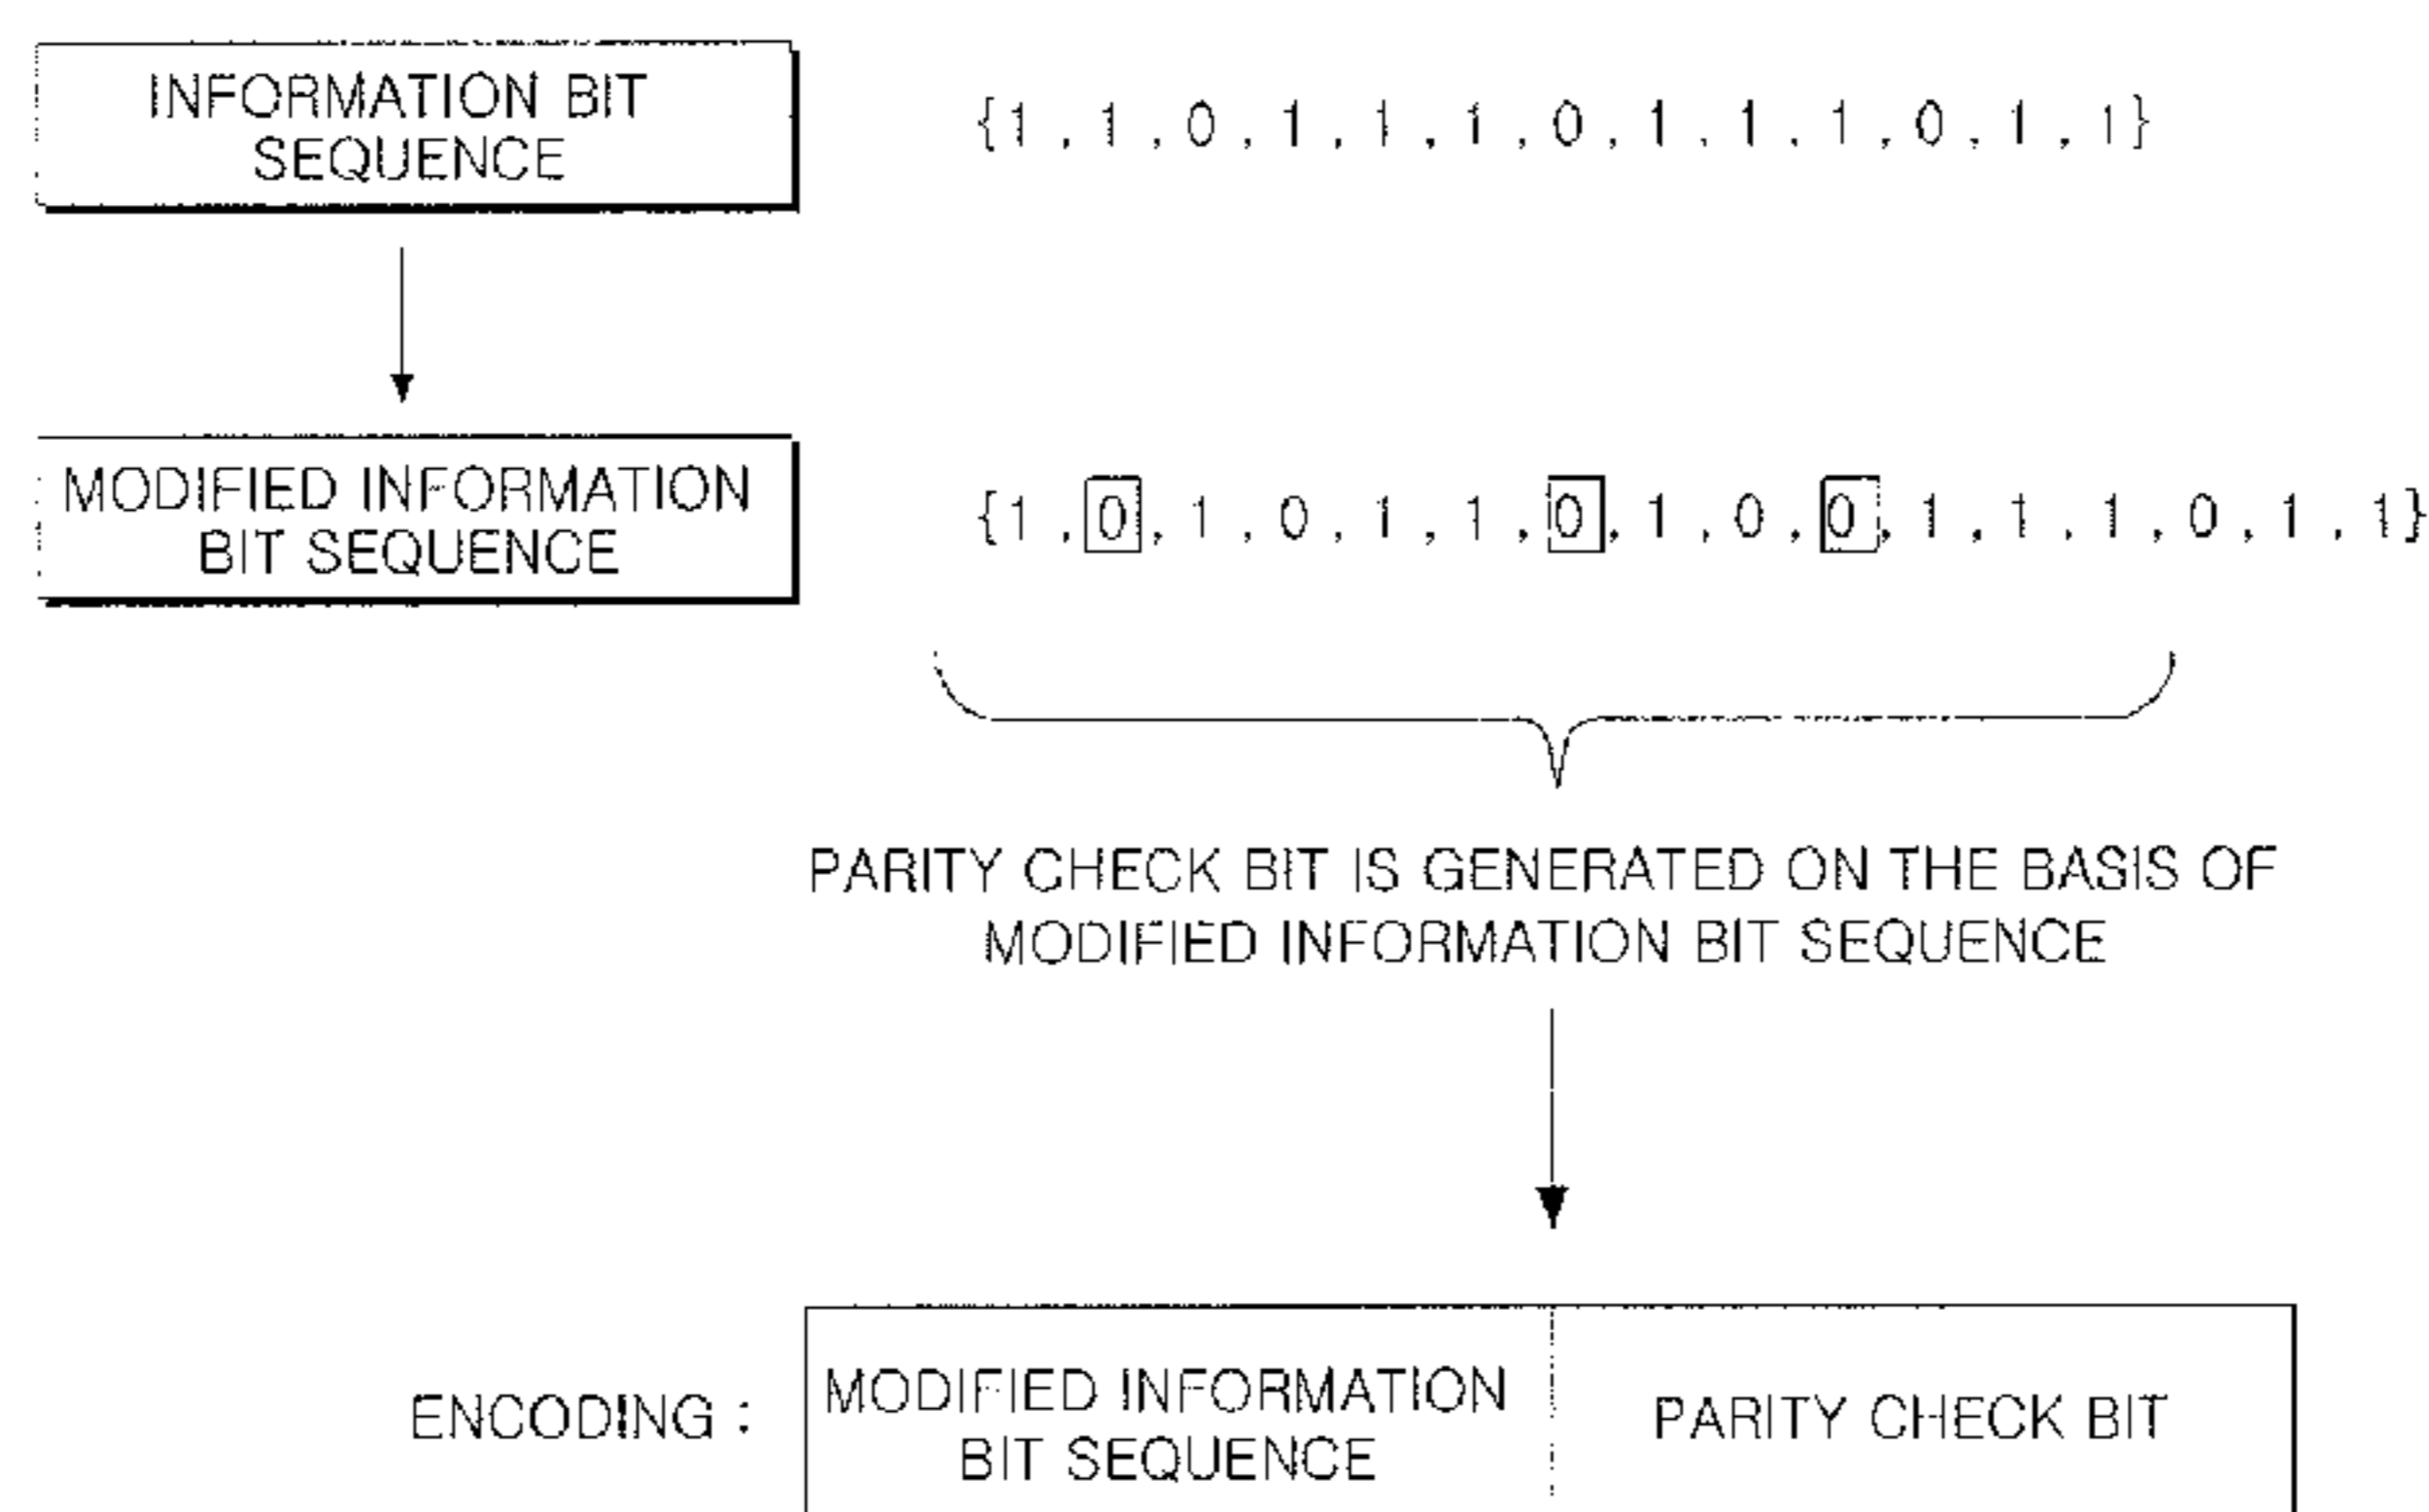 INFORMATION BIT
SEQUENCE
{1 , 1 , 0 , 1 , 1 , 1 , 0 , 1 , 1 , 1 , 0 , 1 , 1}
MODIFIED INFORMATION
BIT SEQUENCE
{1 , 0 , 1 , 0 , 1 , 1 , 0 , 1 , 0 , 0 , 1 , 1 , 1 , 0 , 1 , 1}
PARITY CHECK BIT IS GENERATED ON THE BASIS OF
MODIFIED INFORMATION BIT SEQUENCE
ENCODING :
MODIFIED INFORMATION
BIT SEQUENCE
PARITY CHECK BIT